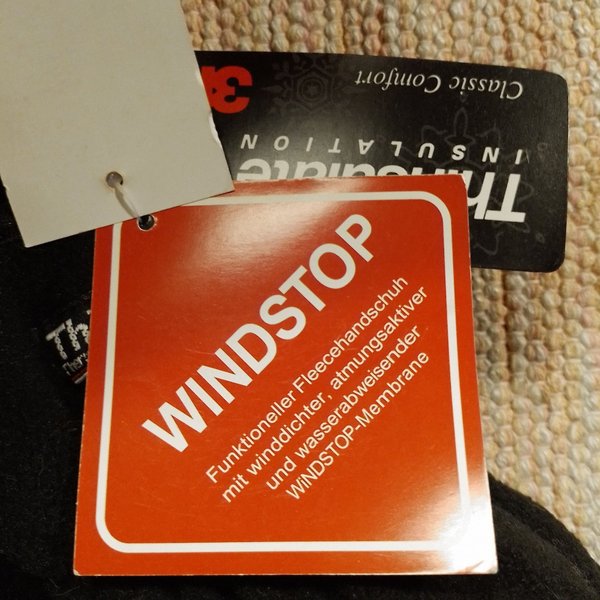 3M
Classic Comfort
Thinsulate
INSULATION
WINDSTOP
Funktioneller Fleecehandschuh
mit winddichter, atmungsaktiver
und wasserabweisender
WINDSTOP-Membrane